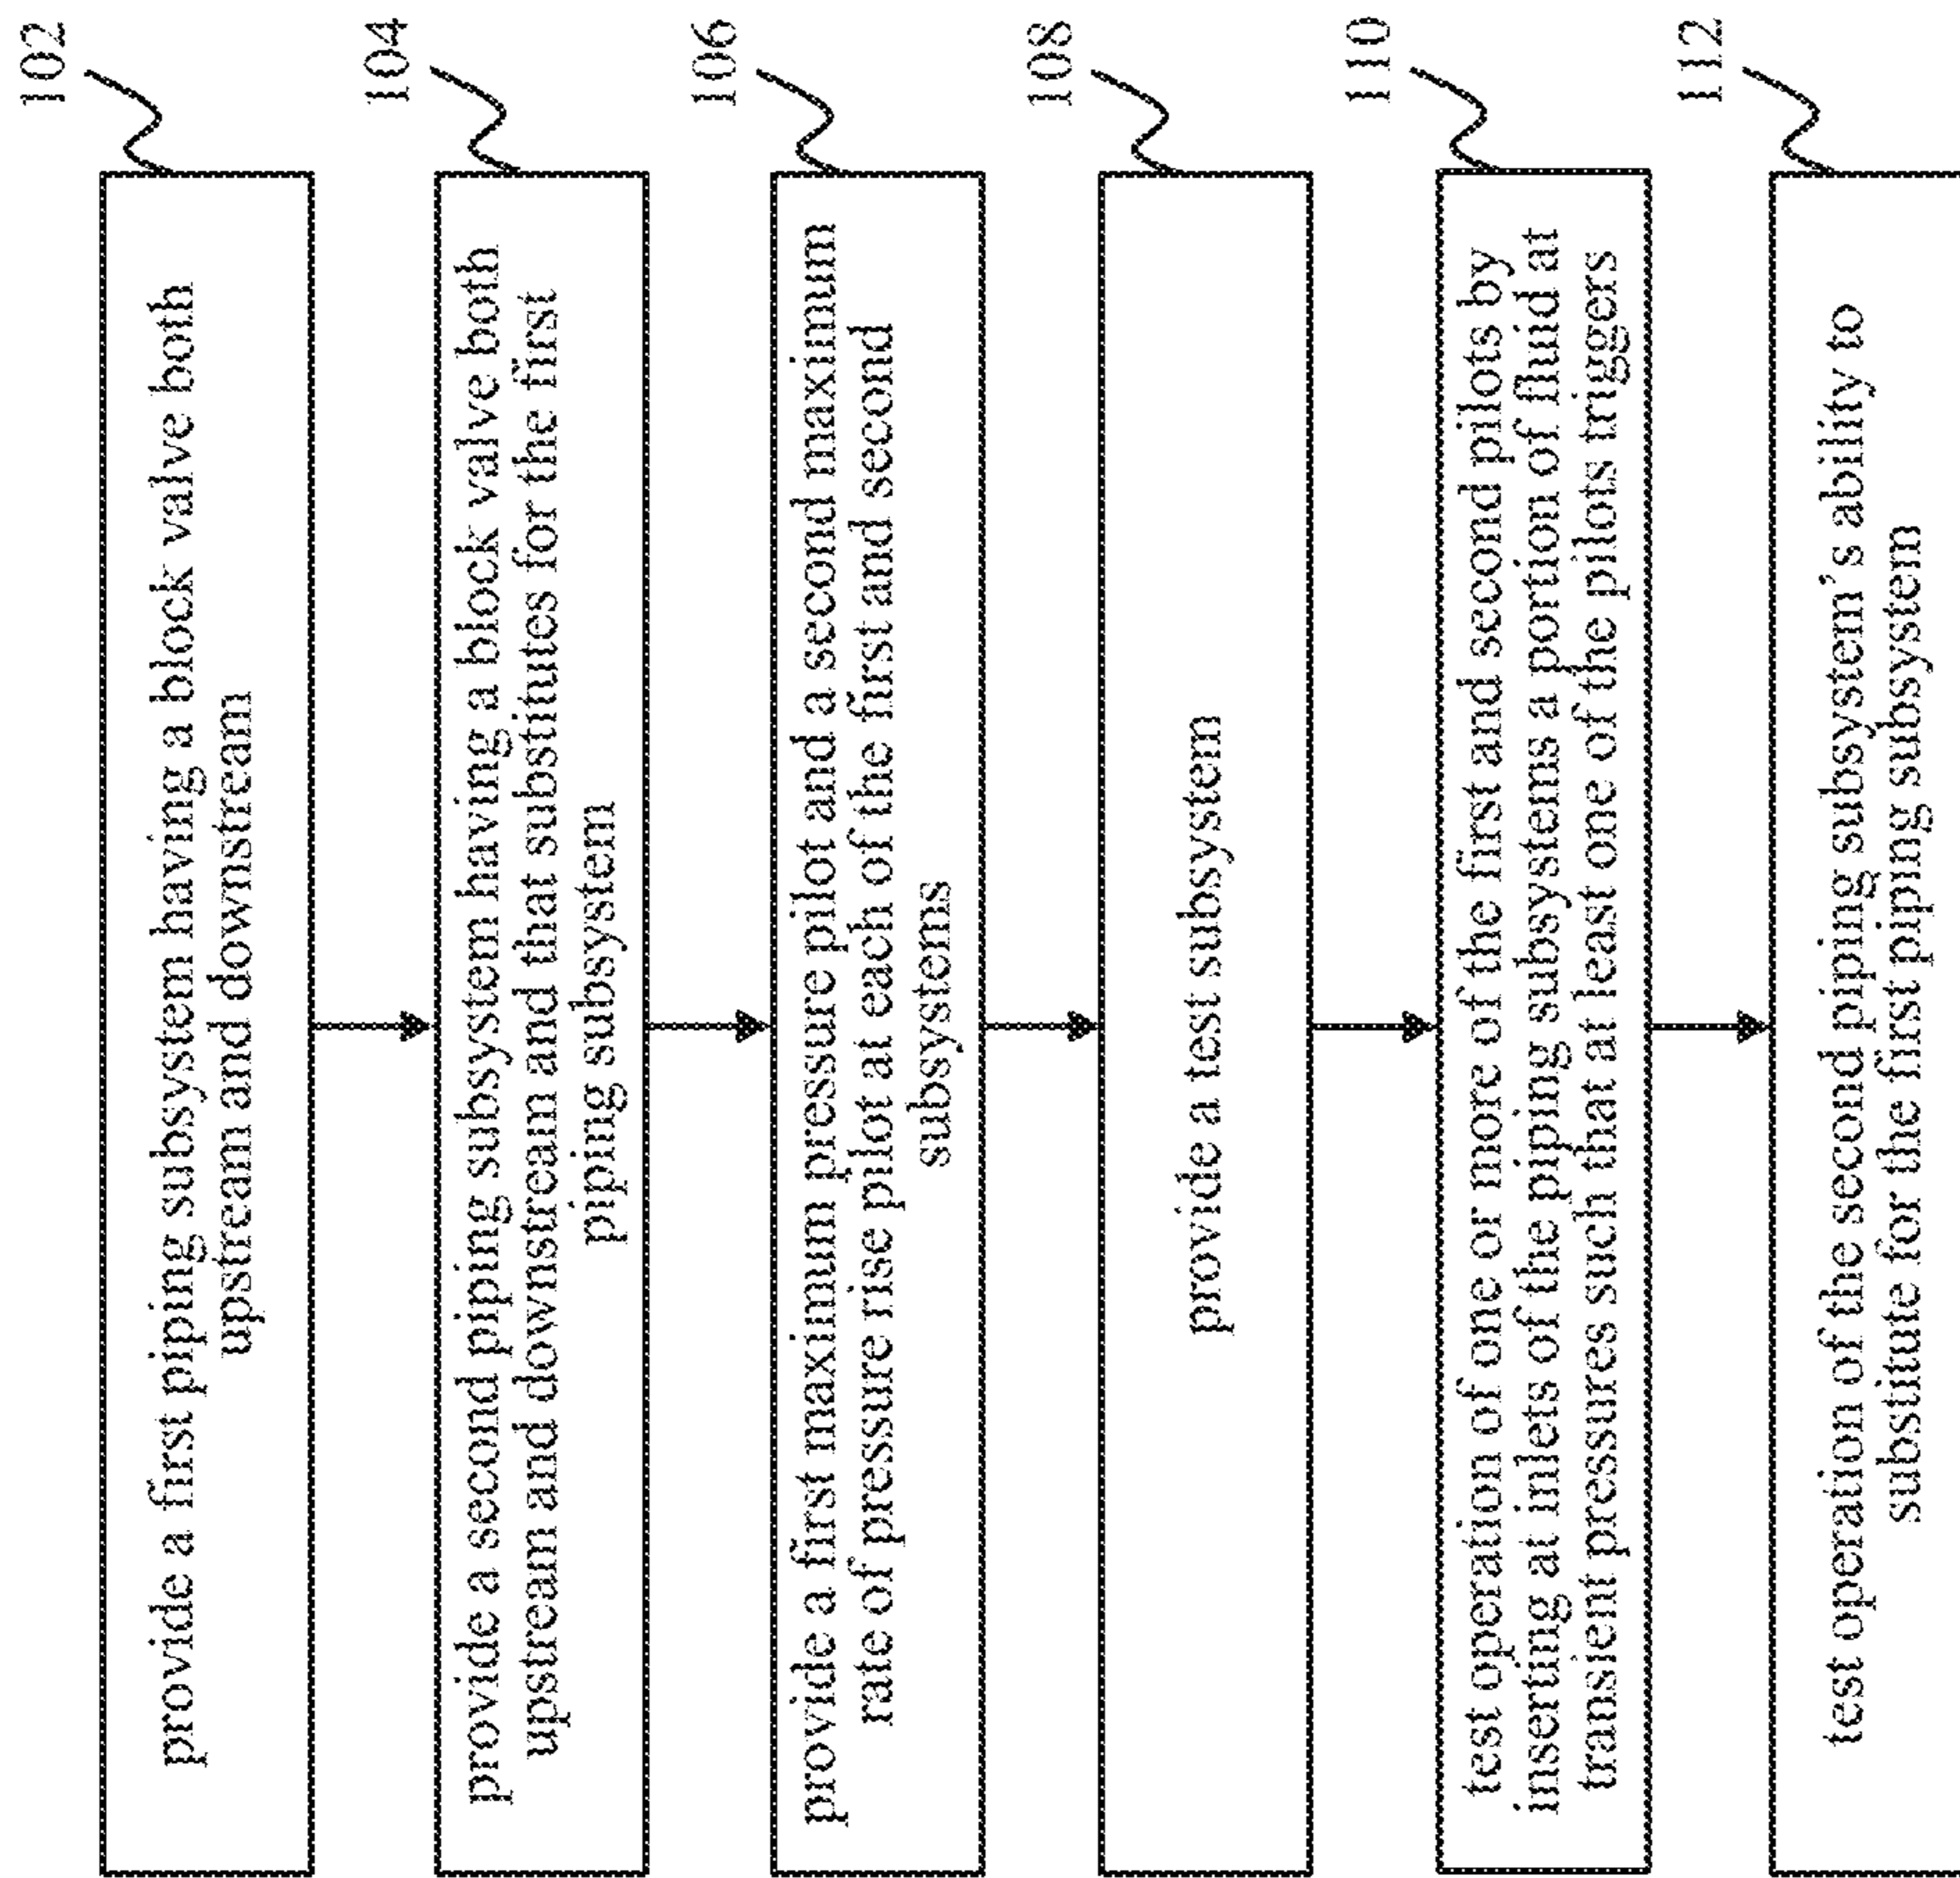 102
provide a first piping subsystem having a block valve both
upstream and downstream
104
provide a second piping subsystem having a block valve both
upstream and downstream and that substitutes for the first
piping subsystem
106
provide a first maximum pressure pilot and a second maximum
rate of pressure rise pilot at each of the first and second
subsystems
108
provide a test subsystem
110
test operation of one or more of the first and second pilots by
inserting at inlets of the piping subsystems a portion of fluid at
transient pressures such that at least one of the pilots triggers
112
test operation of the second piping subsystem's ability to
substitute for the first piping subsystem